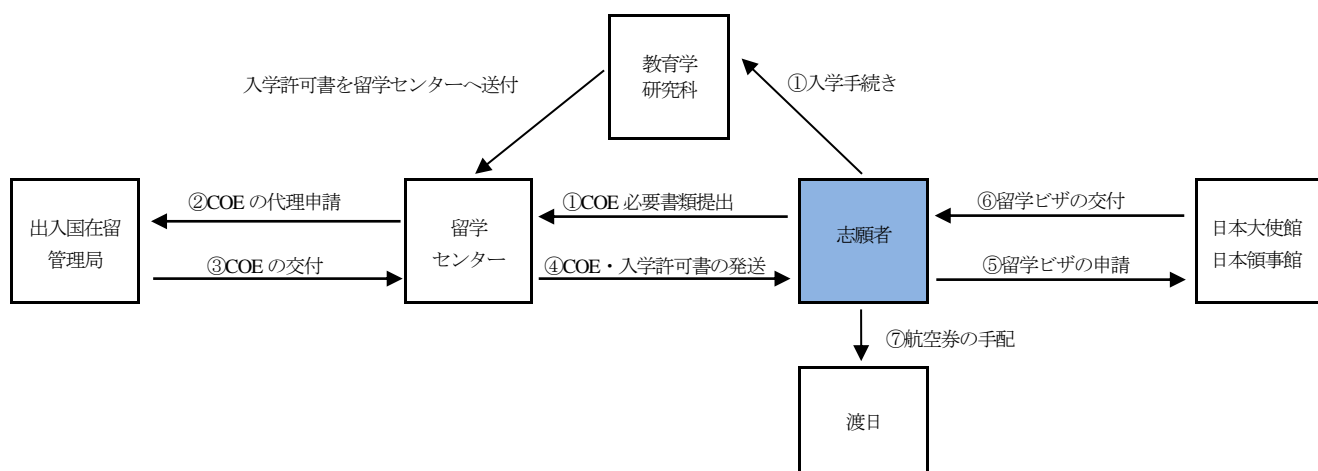 教育学
研究科
入学許可書を留学センターへ送付
①入学手続き
②COE の代理申請
①COE 必要書類提出
⑥留学ビザの交付
出入国在留
管理局
留学
センター
志願者
日本大使館
日本領事館
③COE の交付
④COE・入学許可書の発送
⑤留学ビザの申請
⑦航空券の手配
渡日